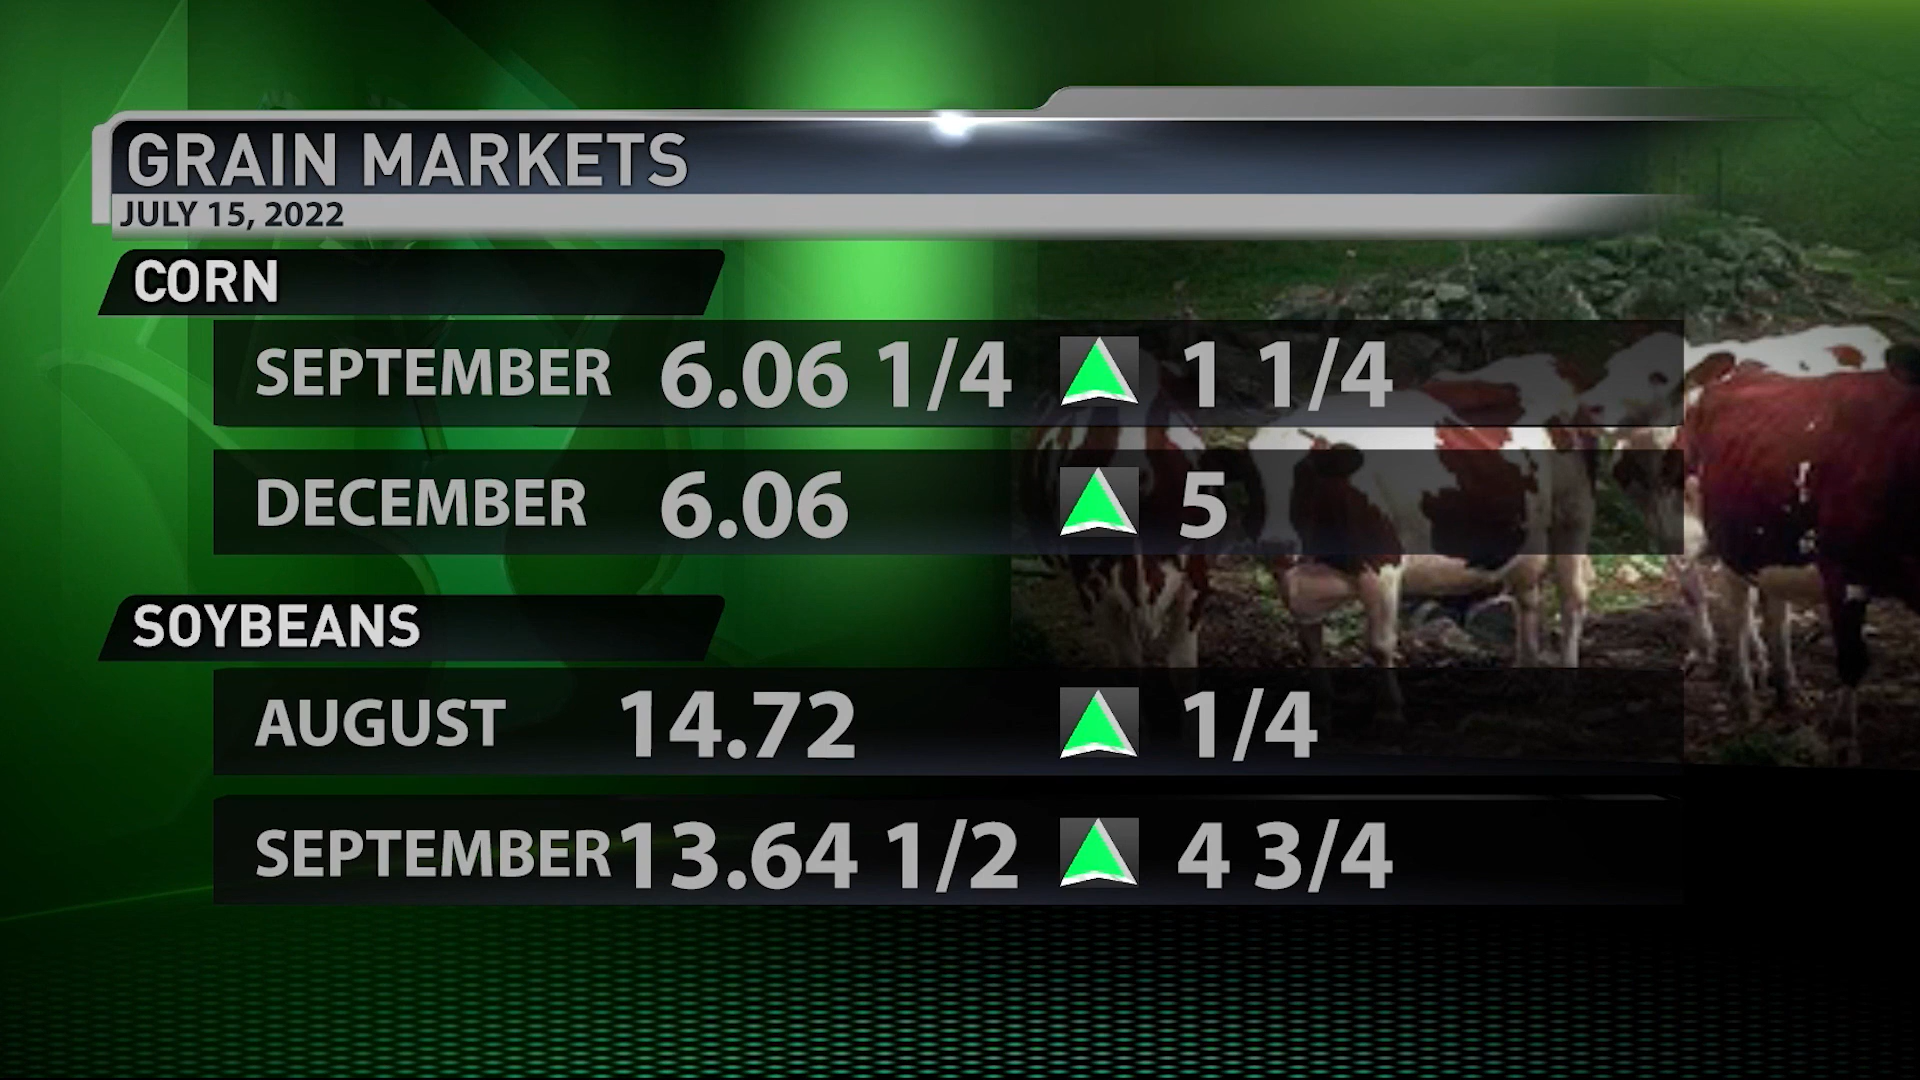 GRAIN MARKETS
JULY 15, 2022
CORN
SEPTEMBER 6.06 1/4 1 1/4
DECEMBER 6.06 5
SOYBEANS
AUGUST 14.72 1/4
SEPTEMBER 13.64 1/2 4 3/4